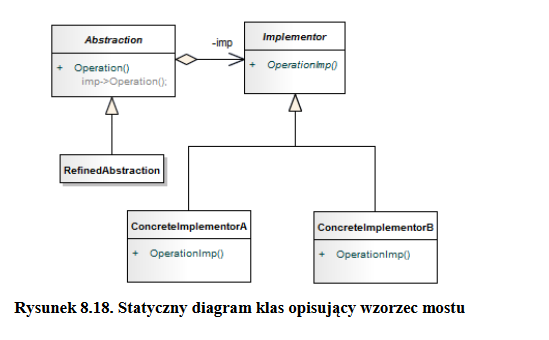 Abstraction
+ Operation()
imp->Operation();
-imp
Implementor
+ OperationImp()
RefinedAbstraction
ConcreteImplementorA
+ OperationImp()
ConcreteImplementorB
+ OperationImp()
Rysunek 8.18. Statyczny diagram klas opisujący wzorzec mostu